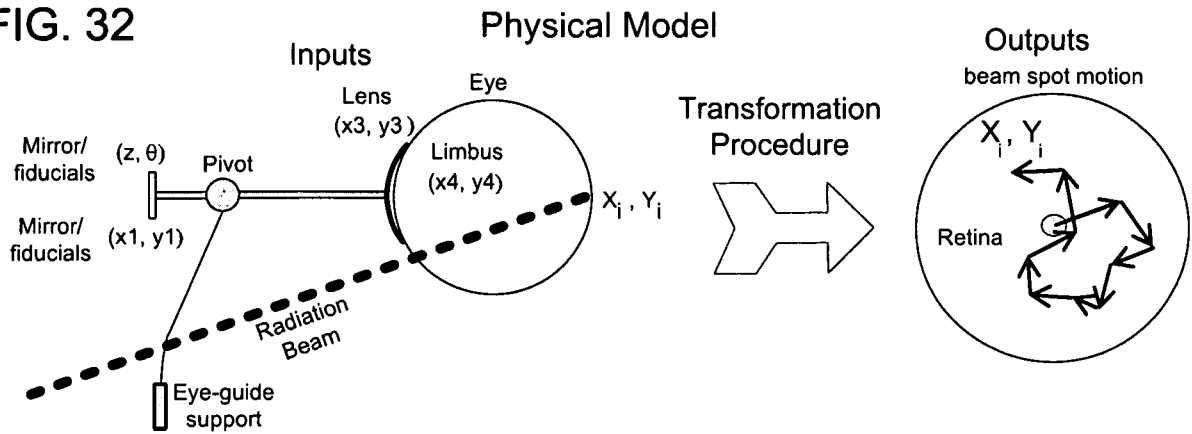 FIG. 32
Physical Model
Inputs
Outputs
beam spot motion
Eye
Lens
(x3, y3)
Transformation
Procedure
Mirror/
fiducials
(z, θ)
Pivot
Limbus
(x4, y4)
Xi, Yi
Mirror/
fiducials
(x1, y1)
Xi, Yi
Retina
Radiation
Beam
Eye-guide
support